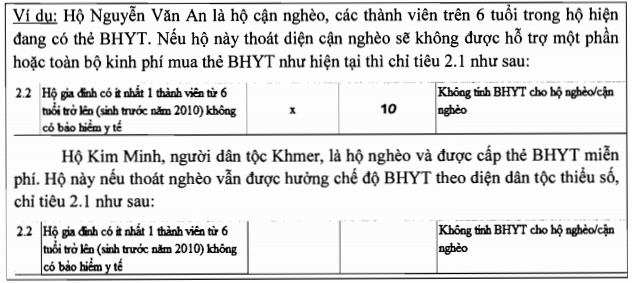 Ví dụ: Hộ Nguyễn Văn An là hộ cận nghèo, các thành viên trên 6 tuổi trong hộ hiện
đang có thẻ BHYT. Nếu hộ này thoát diện cận nghèo sẽ không được hỗ trợ một phần
hoặc toàn bộ kinh phí mua thẻ BHYT như hiện tại thì chỉ tiêu 2.1 như sau:
2.2 Hộ gia đình có ít nhất 1 thành viên từ 6 x 10 Không tính BHYT cho hộ nghèo/cận
tuổi trở lên (sinh trước năm 2010) không nghèo
có bảo hiểm y tế
Hộ Kim Minh, người dân tộc Khmer, là hộ nghèo và được cấp thẻ BHYT miễn
phí. Hộ này nếu thoát nghèo vẫn được hưởng chế độ BHYT theo diện dân tộc thiểu số,
chỉ tiêu 2.1 như sau:
2.2 Hộ gia đình có ít nhất 1 thành viên từ 6 Không tính BHYT cho hộ nghèo/cận
tuổi trở lên (sinh trước năm 2010) không nghèo
có bảo hiểm y tế